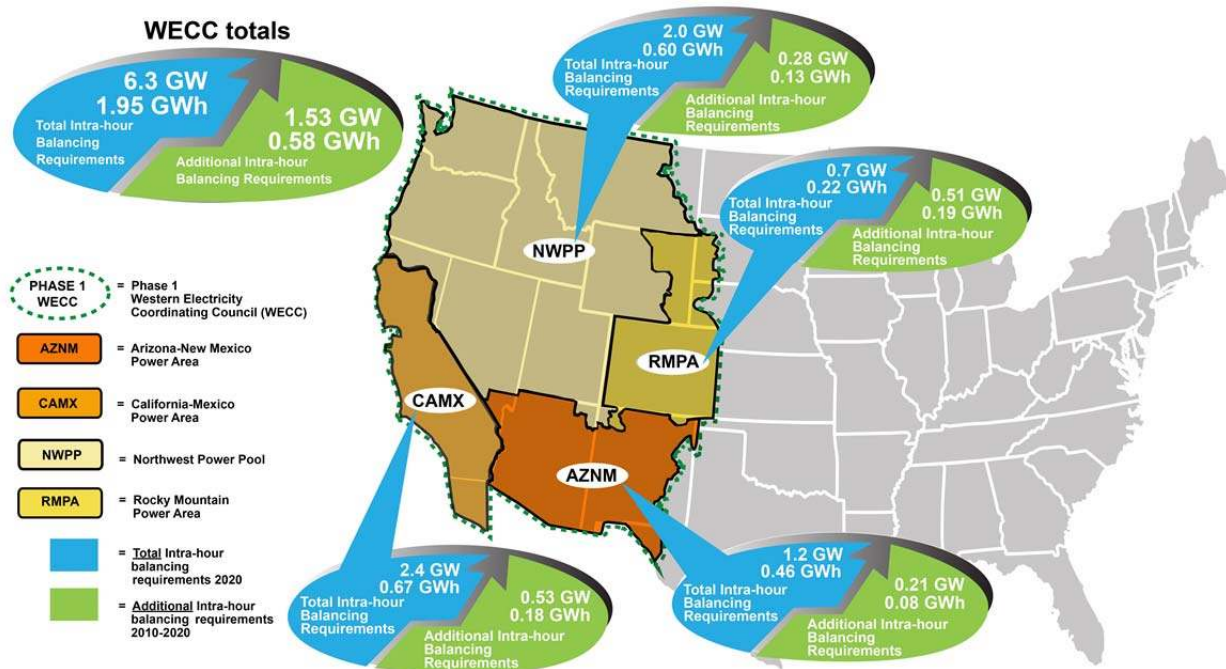 WECC totals
6.3 GW
1.95 GWh
Total Intra-hour
Balancing
Requirements
1.53 GW
0.58 GWh
Additional Intra-hour
Balancing Requirements
2.0 GW
0.60 GWh
Total Intra-hour
Balancing
Requirements
0.28 GW
0.13 GWh
Additional Intra-hour
Balancing
Requirements
0.7 GW
0.22 GWh
Total Intra-hour
Balancing
Requirements
0.51 GW
0.19 GWh
Additional Intra-hour
Balancing
Requirements
NWPP
RMPA
CAMX
AZNM
PHASE 1
WECC
= Phase 1
Western Electricity
Coordinating Council (WECC)
AZNM
= Arizona-New Mexico
Power Area
CAMX
= California-Mexico
Power Area
NWPP
= Northwest Power Pool
RMPA
= Rocky Mountain
Power Area
= Total Intra-hour
balancing
requirements 2020
= Additional Intra-hour
balancing requirements
2010-2020
2.4 GW
0.67 GWh
Total Intra-hour
Balancing
Requirements
0.53 GW
0.18 GWh
Additional Intra-hour
Balancing
Requirements
1.2 GW
0.46 GWh
Total Intra-hour
Balancing
Requirements
0.21 GW
0.08 GWh
Additional Intra-hour
Balancing
Requirements